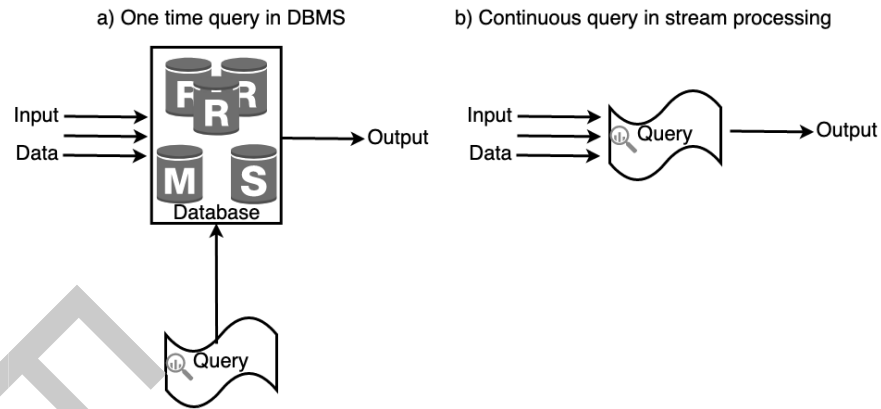 a) One time query in DBMS
Input
Data
R R R
M S
Database
Output
Query
b) Continuous query in stream processing
Input
Data
Query
Output